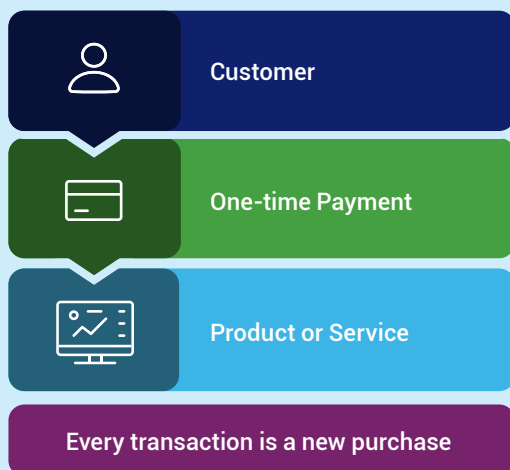 Customer
One-time Payment
Product or Service
Every transaction is a new purchase